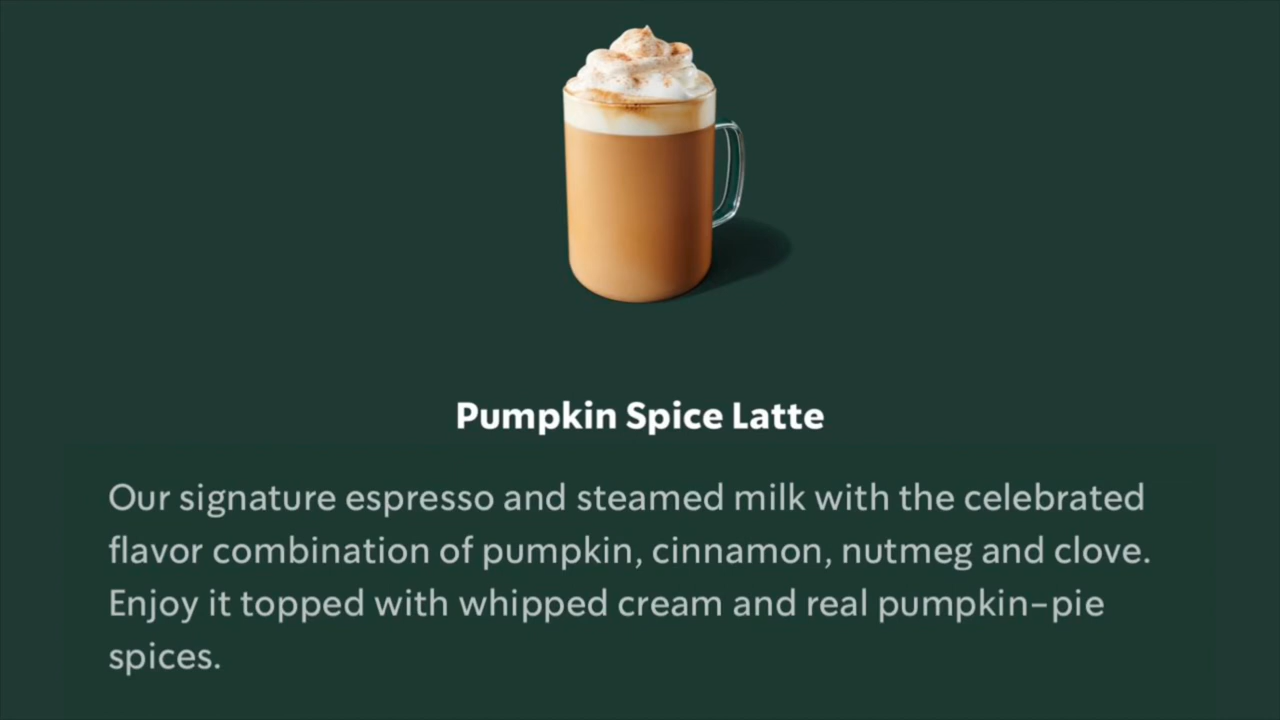 Pumpkin Spice Latte
Our signature espresso and steamed milk with the celebrated
flavor combination of pumpkin, cinnamon, nutmeg and clove.
Enjoy it topped with whipped cream and real pumpkin-pie
spices.